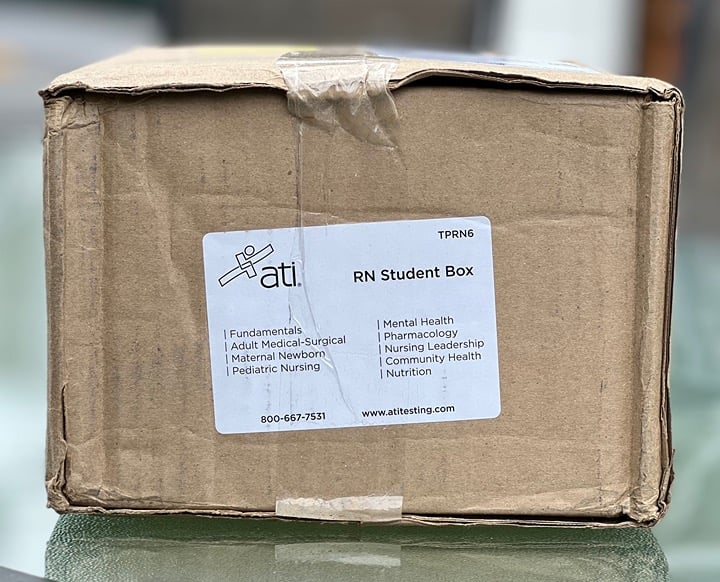 TPRN6
ati
RN Student Box
| Fundamentals
| Adult Medical-Surgical
| Maternal Newborn
| Pediatric Nursing
| Mental Health
| Pharmacology
| Nursing Leadership
| Community Health
| Nutrition
800-667-7531 www.atitesting.com